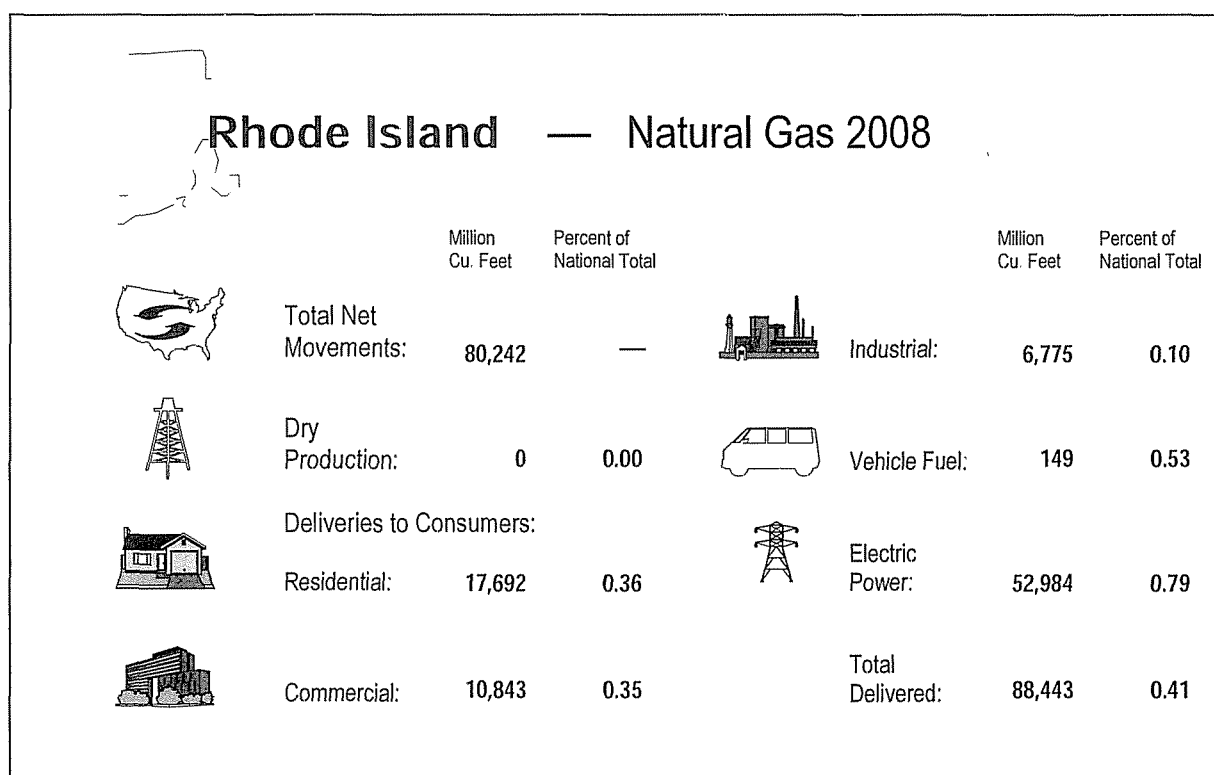 Rhode Island — Natural Gas 2008
Million Cu. Feet
Percent of National Total
Million Cu. Feet
Percent of National Total
Total Net Movements: 80,242 —
Industrial: 6,775 0.10
Dry Production: 0 0.00
Vehicle Fuel: 149 0.53
Deliveries to Consumers:
Residential: 17,692 0.36
Electric Power: 52,984 0.79
Commercial: 10,843 0.35
Total Delivered: 88,443 0.41